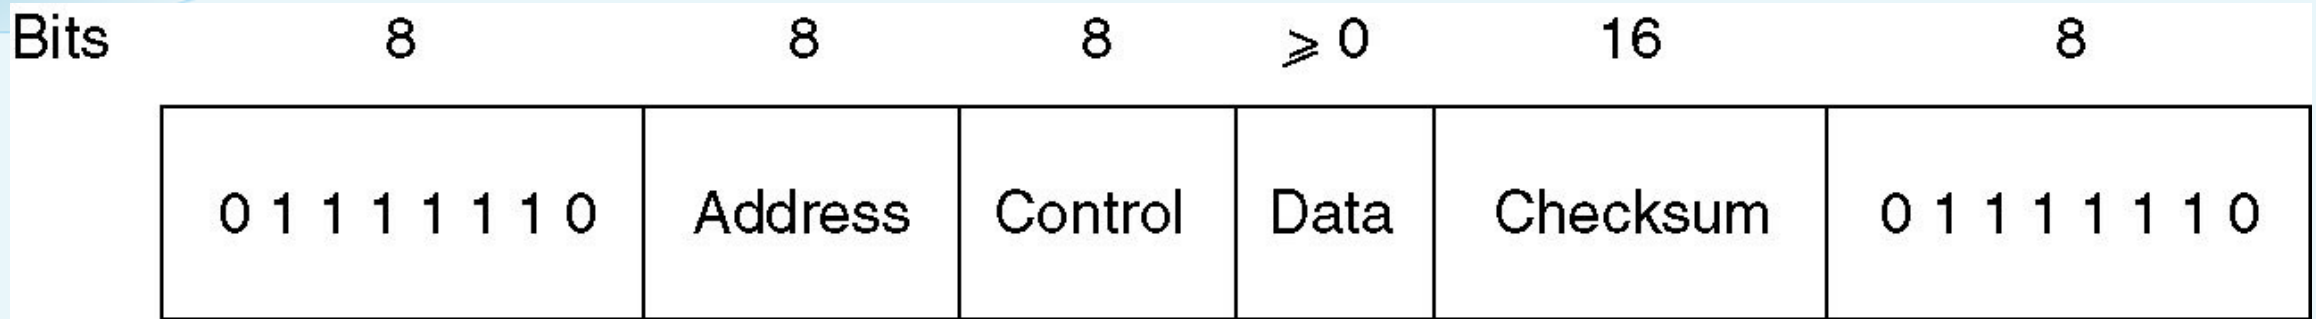 Bits 8 8 8 ⩾ 0 16 8
0 1 1 1 1 1 1 0 Address Control Data Checksum 0 1 1 1 1 1 1 0